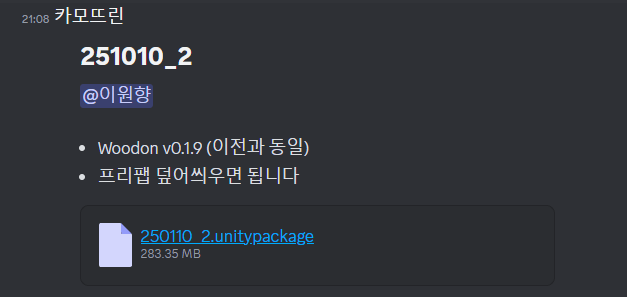 21:08 카모뜨린
251010_2
@이원향
• Woodon v0.1.9 (이전과 동일)
• 프리팹 덮어씌우면 됩니다
250110_2.unitypackage
283.35 MB